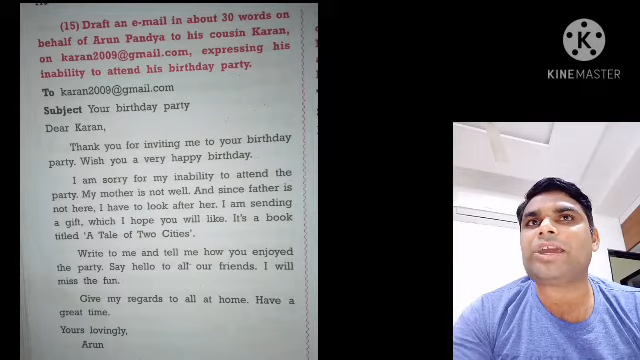 (15) Draft an e-mail in about 30 words on
behalf of Arun Pandya to his cousin Karan,
on karan2009@gmail.com, expressing his
inability to attend his birthday party.
To karan2009@gmail.com
Subject Your birthday party
Dear Karan,
Thank you for inviting me to your birthday
party. Wish you a very happy birthday.
I am sorry for my inability to attend the
party. My mother is not well. And since father is
not here, I have to look after her. I am sending
a gift, which I hope you will like. It's a book
titled 'A Tale of Two Cities'.
Write to me and tell me how you enjoyed
the party. Say hello to all our friends. I will
miss the fun.
Give my regards to all at home. Have a
great time.
Yours lovingly,
Arun
K
KINEMASTER